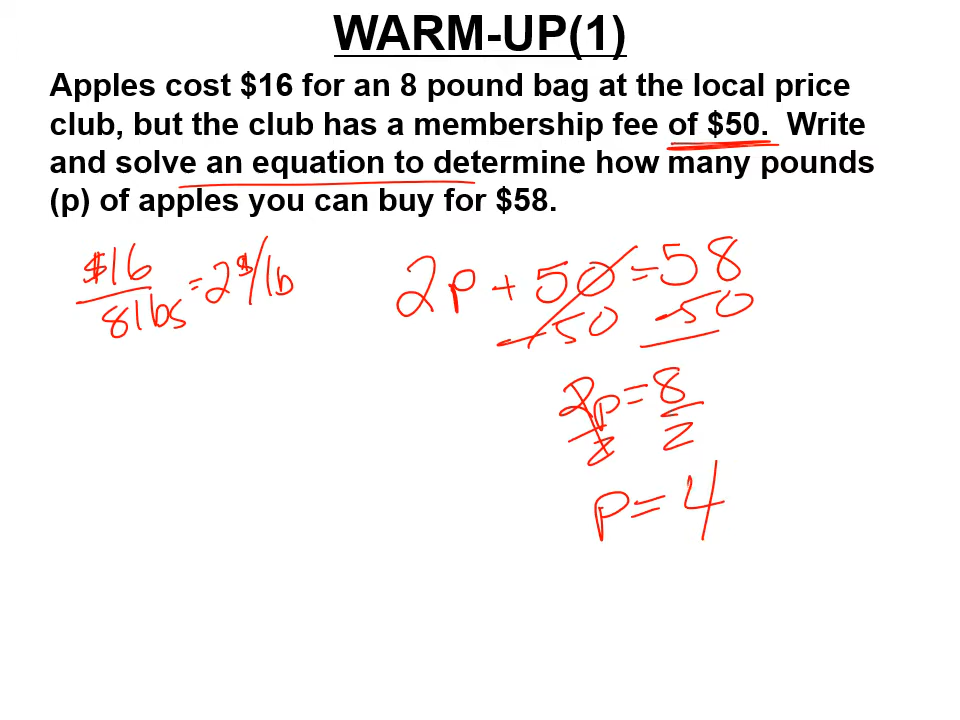 WARM-UP(1)
Apples cost $16 for an 8 pound bag at the local price
club, but the club has a membership fee of $50. Write
and solve an equation to determine how many pounds
(p) of apples you can buy for $58.
$16
8 lbs
= 2 $/lb
2p + 50 = 58
-50 -50
2p = 8
2 2
p = 4